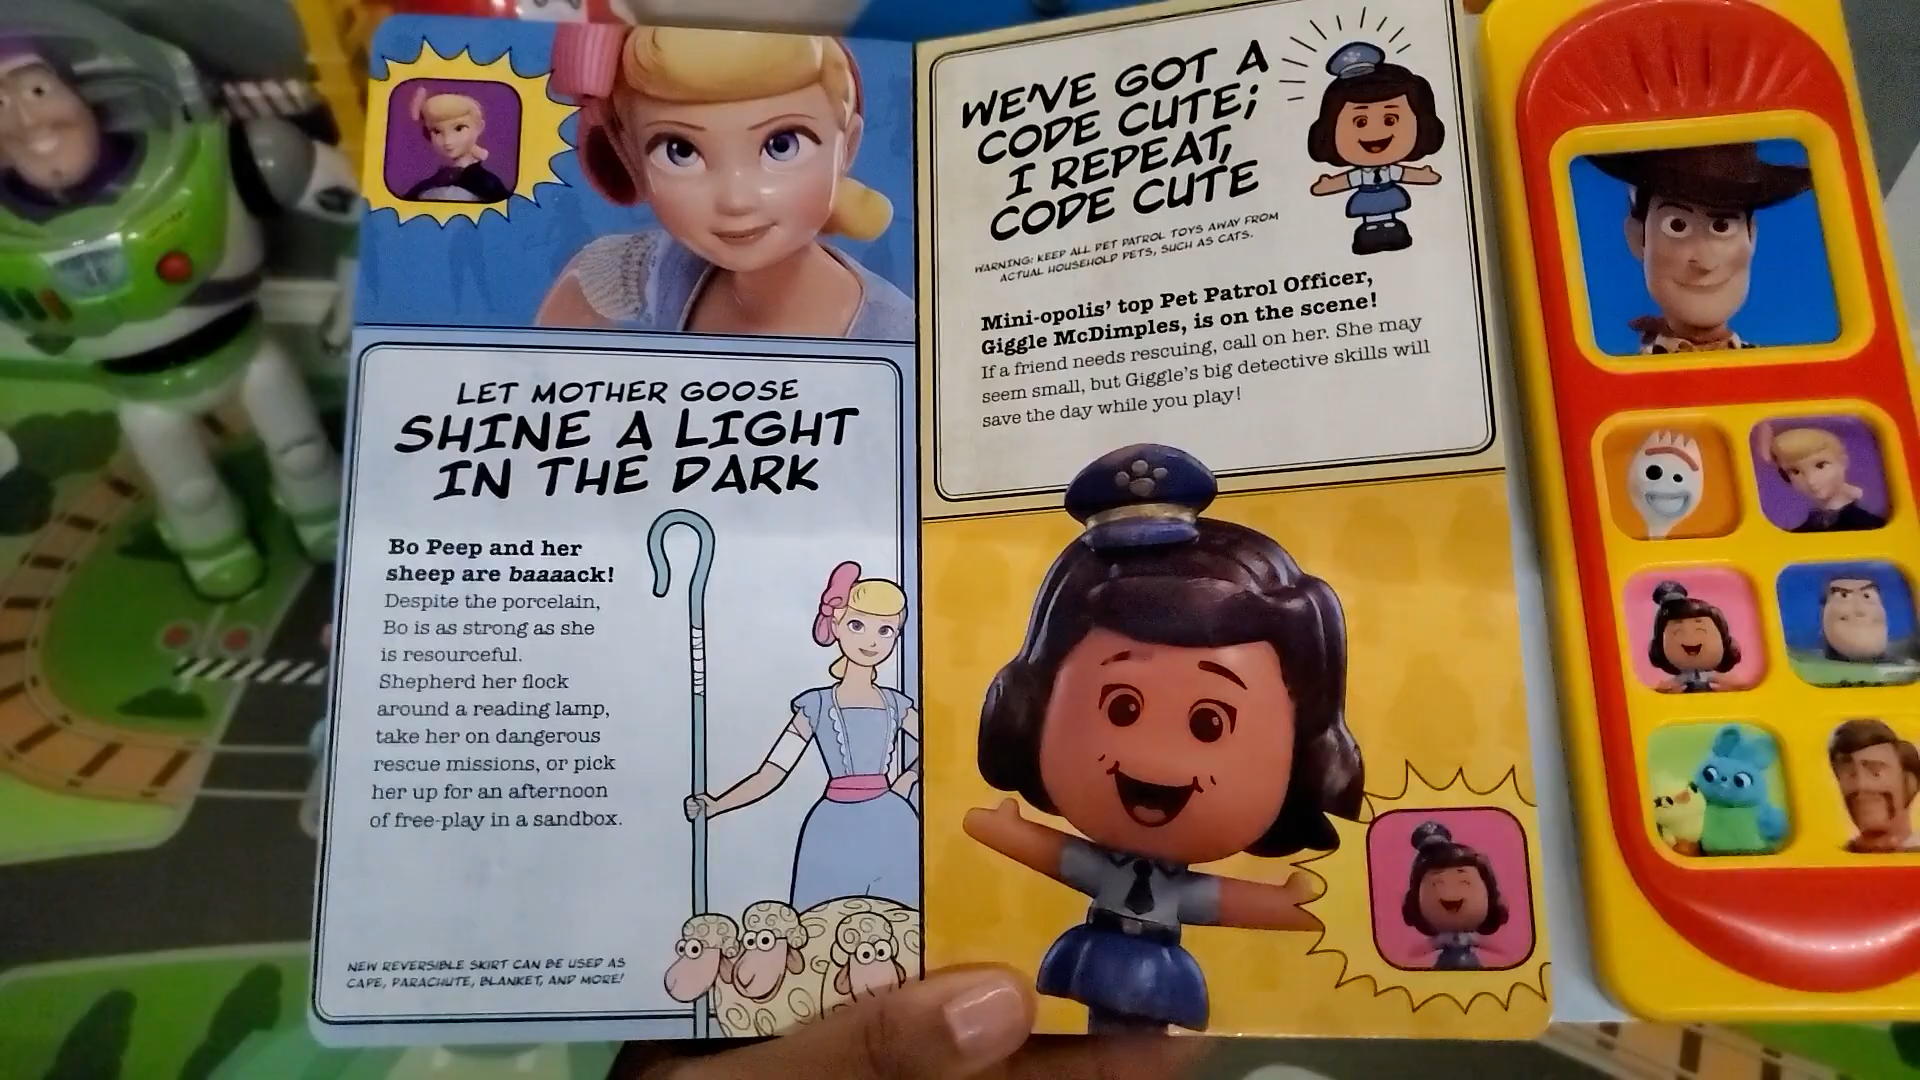 LET MOTHER GOOSE
SHINE A LIGHT
IN THE DARK
Bo Peep and her
sheep are baaaack!
Despite the porcelain,
Bo is as strong as she
is resourceful.
Shepherd her flock
around a reading lamp,
take her on dangerous
rescue missions, or pick
her up for an afternoon
of free-play in a sandbox.
NEW REVERSIBLE SKIRT CAN BE USED AS
CAPE, PARACHUTE, BLANKET, AND MORE!
WE'VE GOT A
CODE CUTE;
I REPEAT,
CODE CUTE
WARNING: KEEP ALL PET PATROL TOYS AWAY FROM
ACTUAL HOUSEHOLD PETS, SUCH AS CATS.
Mini-opolis' top Pet Patrol Officer,
Giggle McDimples, is on the scene!
If a friend needs rescuing, call on her. She may
seem small, but Giggle's big detective skills will
save the day while you play!